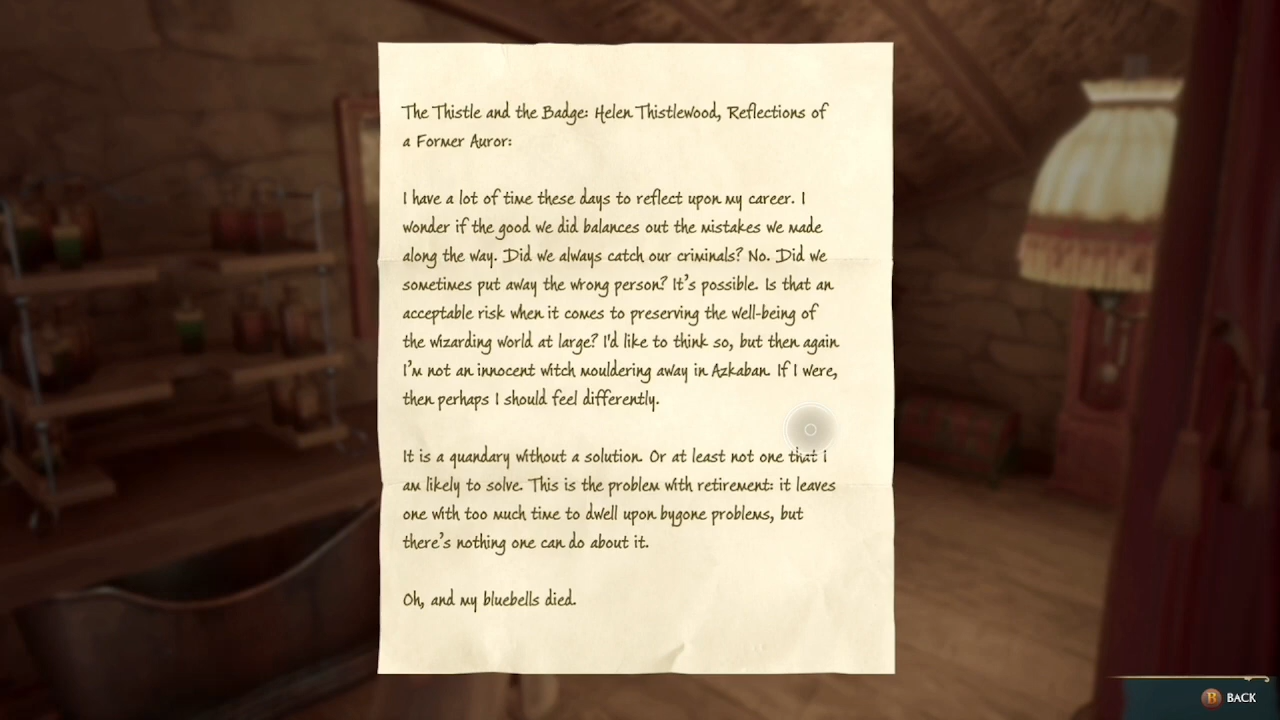 The Thistle and the Badge: Helen Thistlewood, Reflections of
a Former Auror:
I have a lot of time these days to reflect upon my career. I
wonder if the good we did balances out the mistakes we made
along the way. Did we always catch our criminals? No. Did we
sometimes put away the wrong person? It's possible. Is that an
acceptable risk when it comes to preserving the well-being of
the wizarding world at large? I'd like to think so, but then again
I'm not an innocent witch mouldering away in Azkaban. If I were,
then perhaps I should feel differently.
It is a quandary without a solution. Or at least not one that I
am likely to solve. This is the problem with retirement: it leaves
one with too much time to dwell upon bygone problems, but
there's nothing one can do about it.
Oh, and my bluebells died.
B BACK